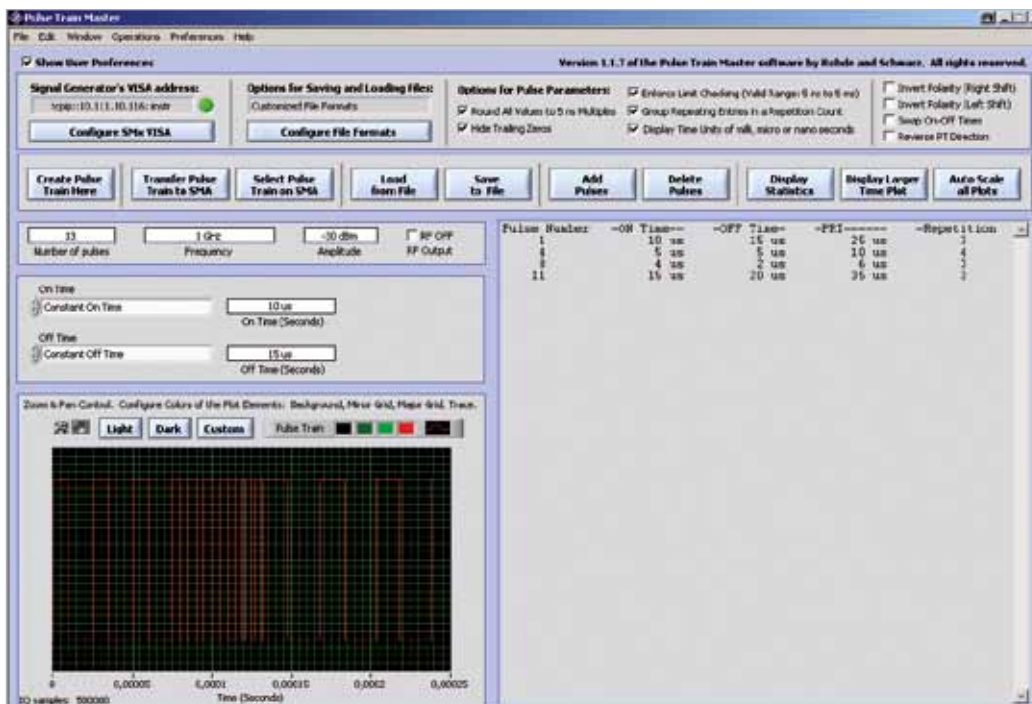 Pulse Train Master
File Edit Window Operations Preferences Help
Show User Preferences
Version 1.1.7 of the Pulse Train Master software by Rohde and Schwarz. All rights reserved.
Signal Generator's VISA address:
tcpip::10.111.10.116::instr
Configure SMx VISA
Options for Saving and Loading Files:
Customized File Formats
Configure File Formats
Options for Pulse Parameters:
Round All Values to 5 ns Multiples
Hide Trailing Zeros
Enforce Limit Checking (Valid Range: 5 ns to 5 ms)
Group Repeating Entries in a Repetition Count
Display Time Units of milli, micro or nano seconds
Invert Polarity (Right Shift)
Invert Polarity (Left Shift)
Swap On-Off Times
Reverse PT Direction
Create Pulse Train Here
Transfer Pulse Train to SMA
Select Pulse Train on SMA
Load from File
Save to File
Add Pulses
Delete Pulses
Display Statistics
Display Larger Time Plot
Auto Scale all Plots
13
Number of pulses
1 GHz
Frequency
-30 dBm
Amplitude
RF OFF
RF Output
On Time
Constant On Time
10 us
On Time (Seconds)
Off Time
Constant Off Time
15 us
Off Time (Seconds)
Zoom & Pan Control. Configure Colors of the Plot Elements: Background, Minor Grid, Major Grid, Trace.
Light Dark Custom Pulse Train
0 0,00005 0,0001 0,00015 0,0002 0,00025
Time (Seconds)
IQ samples: 500000
Pulse Number -ON Time-- -OFF Time- -PRI------ -Repetition
1 10 us 15 us 25 us 3
4 5 us 5 us 10 us 4
8 4 us 2 us 6 us 3
11 15 us 20 us 35 us 3